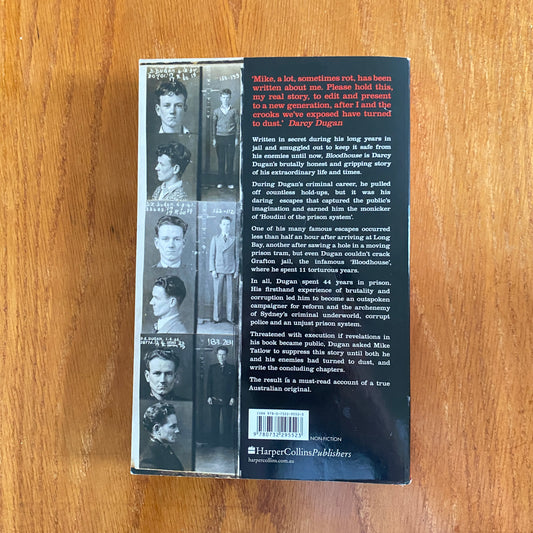 'Mike, a lot, sometimes rot, has been
written about me. Please hold this,
my real story, to edit and present
to a new generation, after I and the
crooks we've exposed have turned
to dust.' Darcy Dugan
Written in secret during his long years in
jail and smuggled out to keep it safe from
his enemies until now, Bloodhouse is Darcy
Dugan's brutally honest and gripping story
of his extraordinary life and times.
During Dugan's criminal career, he pulled
off countless hold-ups, but it was his
daring escapes that captured the public's
imagination and earned him the monicker
of 'Houdini of the prison system'.
One of his many famous escapes occurred
less than half an hour after arriving at Long
Bay, another after sawing a hole in a moving
prison tram, but even Dugan couldn't crack
Grafton jail, the infamous 'Bloodhouse',
where he spent 11 torturous years.
In all, Dugan spent 44 years in prison.
His firsthand experience of brutality and
corruption led him to become an outspoken
campaigner for reform and the archenemy
of Sydney's criminal underworld, corrupt
police and an unjust prison system.
Threatened with execution if revelations in
his book became public, Dugan asked Mike
Tatlow to suppress this story until both he
and his enemies had turned to dust, and
write the concluding chapters.
The result is a must-read account of a true
Australian original.
ISBN 978-0-7322-9552-3
9 780732 295523
NON-FICTION
HarperCollinsPublishers
harpercollins.com.au